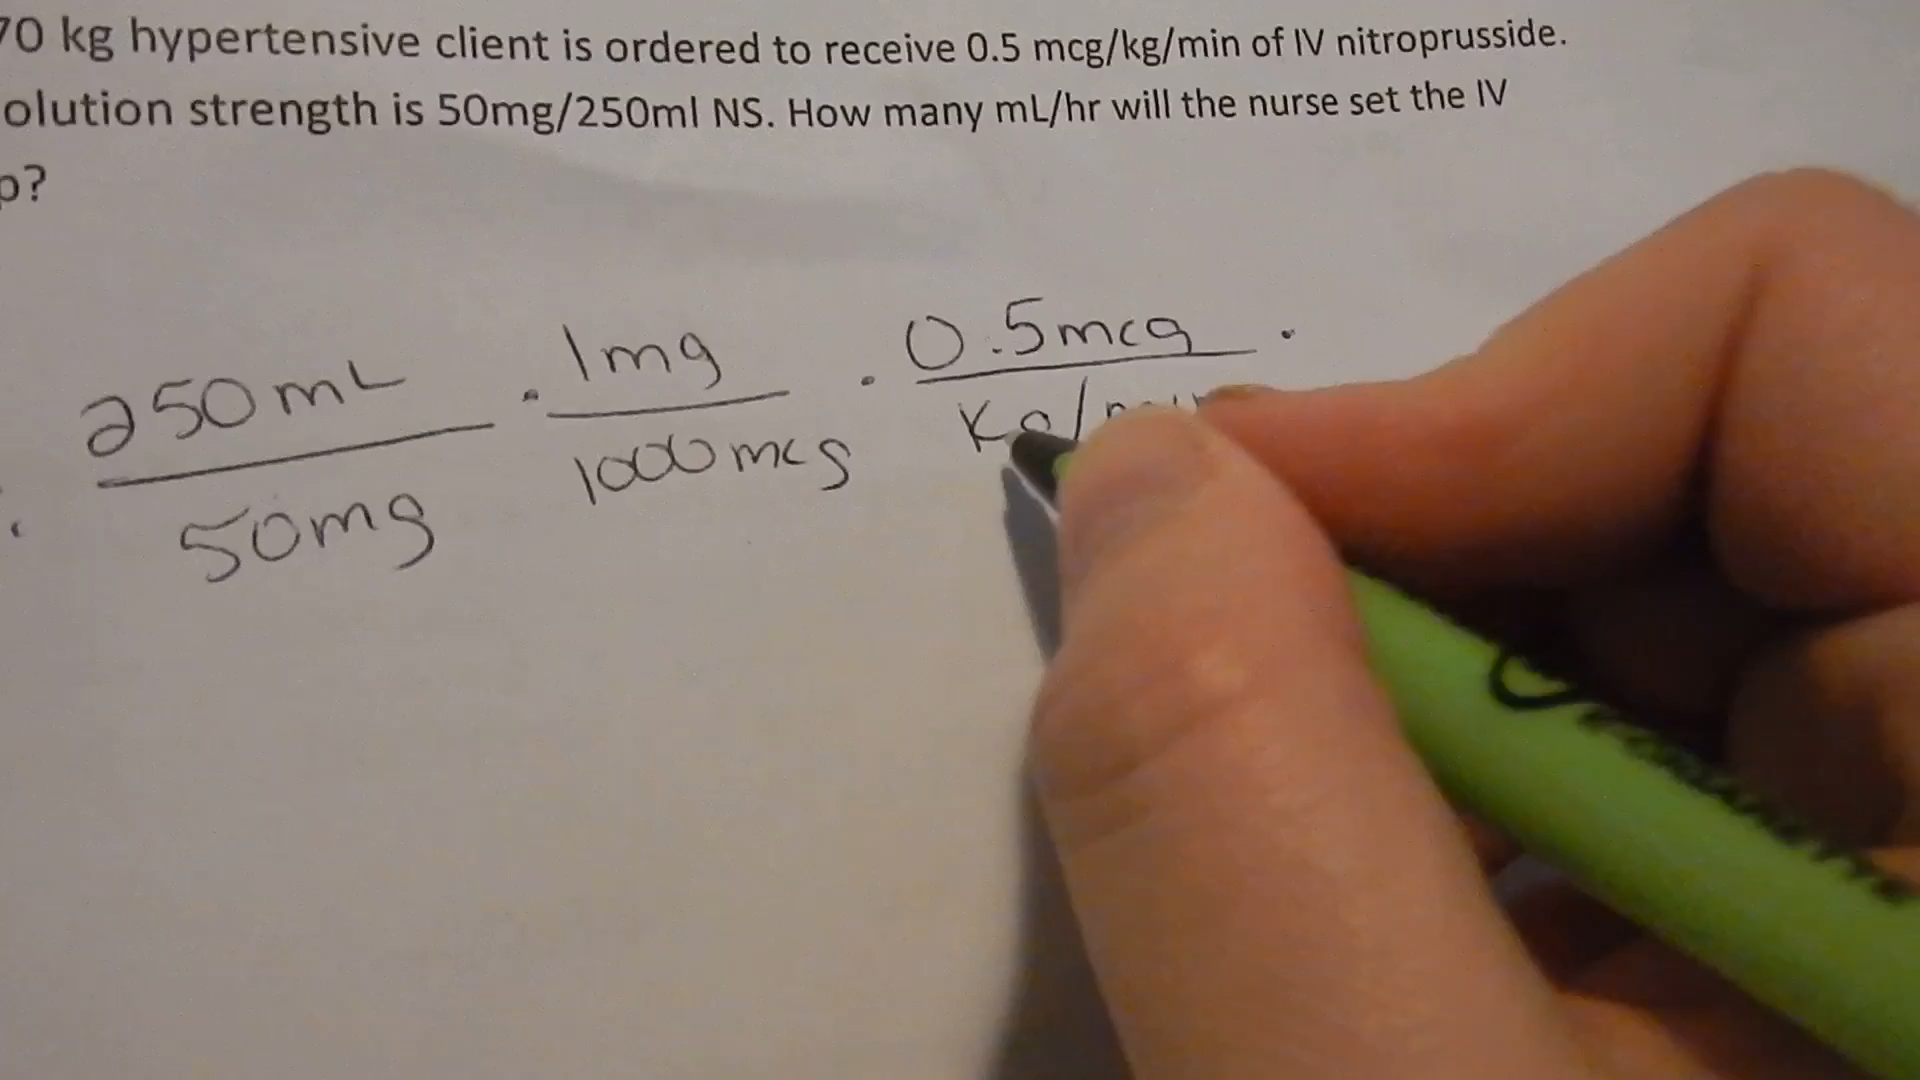 70 kg hypertensive client is ordered to receive 0.5 mcg/kg/min of IV nitroprusside.
olution strength is 50mg/250ml NS. How many mL/hr will the nurse set the IV
p?
250 mL . 1mg . 0.5mcg .
50mg 1000 mcg Kg/